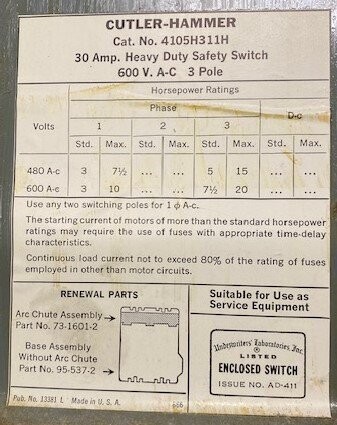 CUTLER-HAMMER
Cat. No. 4105H311H
30 Amp. Heavy Duty Safety Switch
600 V. A-C 3 Pole
Horsepower Ratings
Phase
D-c
Volts 1 2 3
Std. Max. Std. Max. Std. Max.
480 A-c 3 7½ ... ... 5 15 ... ...
600 A-c 3 10 ... ... 7½ 20 ... ...
Use any two switching poles for 1 ϕ A-c.
The starting current of motors of more than the standard horsepower
ratings may require the use of fuses with appropriate time-delay
characteristics.
Continuous load current not to exceed 80% of the rating of fuses
employed in other than motor circuits.
RENEWAL PARTS
Arc Chute Assembly
Part No. 73-1601-2
Base Assembly
Without Arc Chute
Part No. 95-537-2
Suitable for Use as
Service Equipment
Underwriters' Laboratories, Inc.
LISTED
ENCLOSED SWITCH
ISSUE NO. AD-411
Pub. No. 13381 L Made in U. S. A.